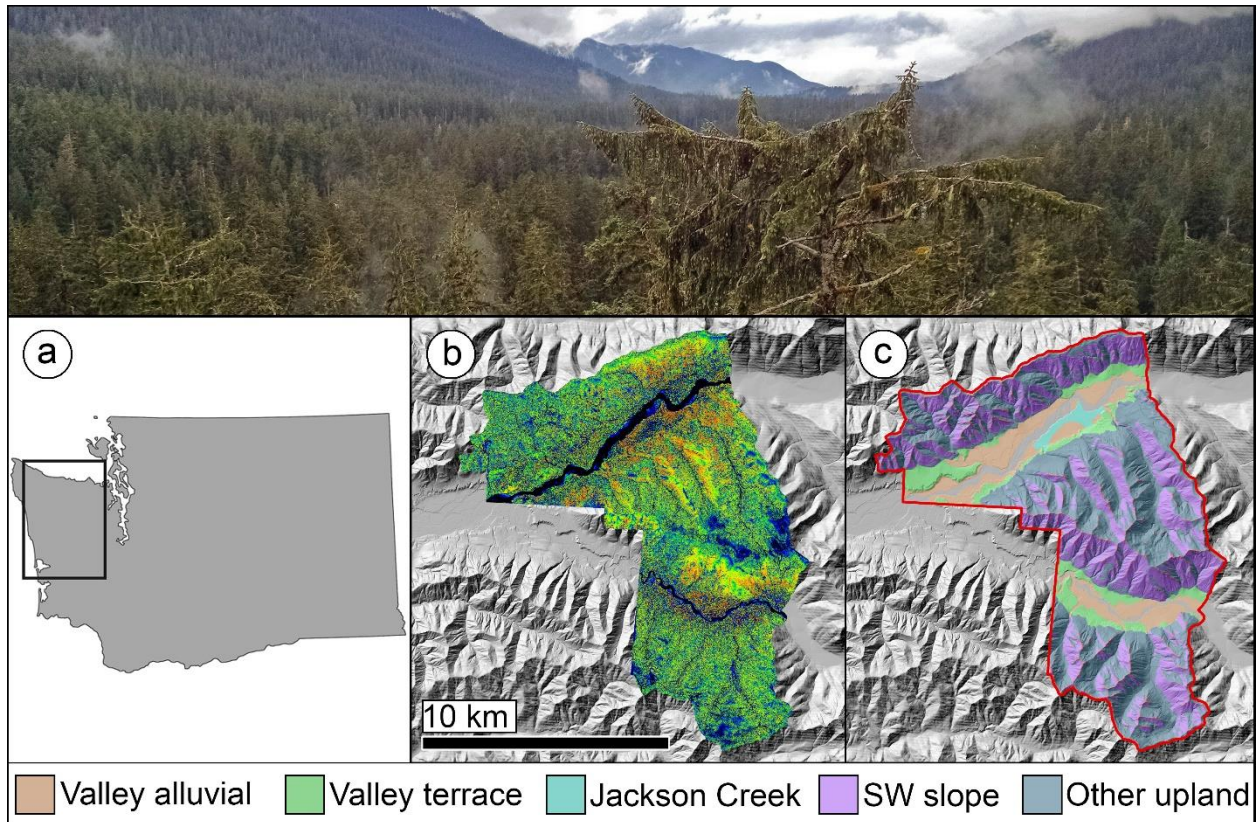 a
b
c
10 km
Valley alluvial
Valley terrace
Jackson Creek
SW slope
Other upland